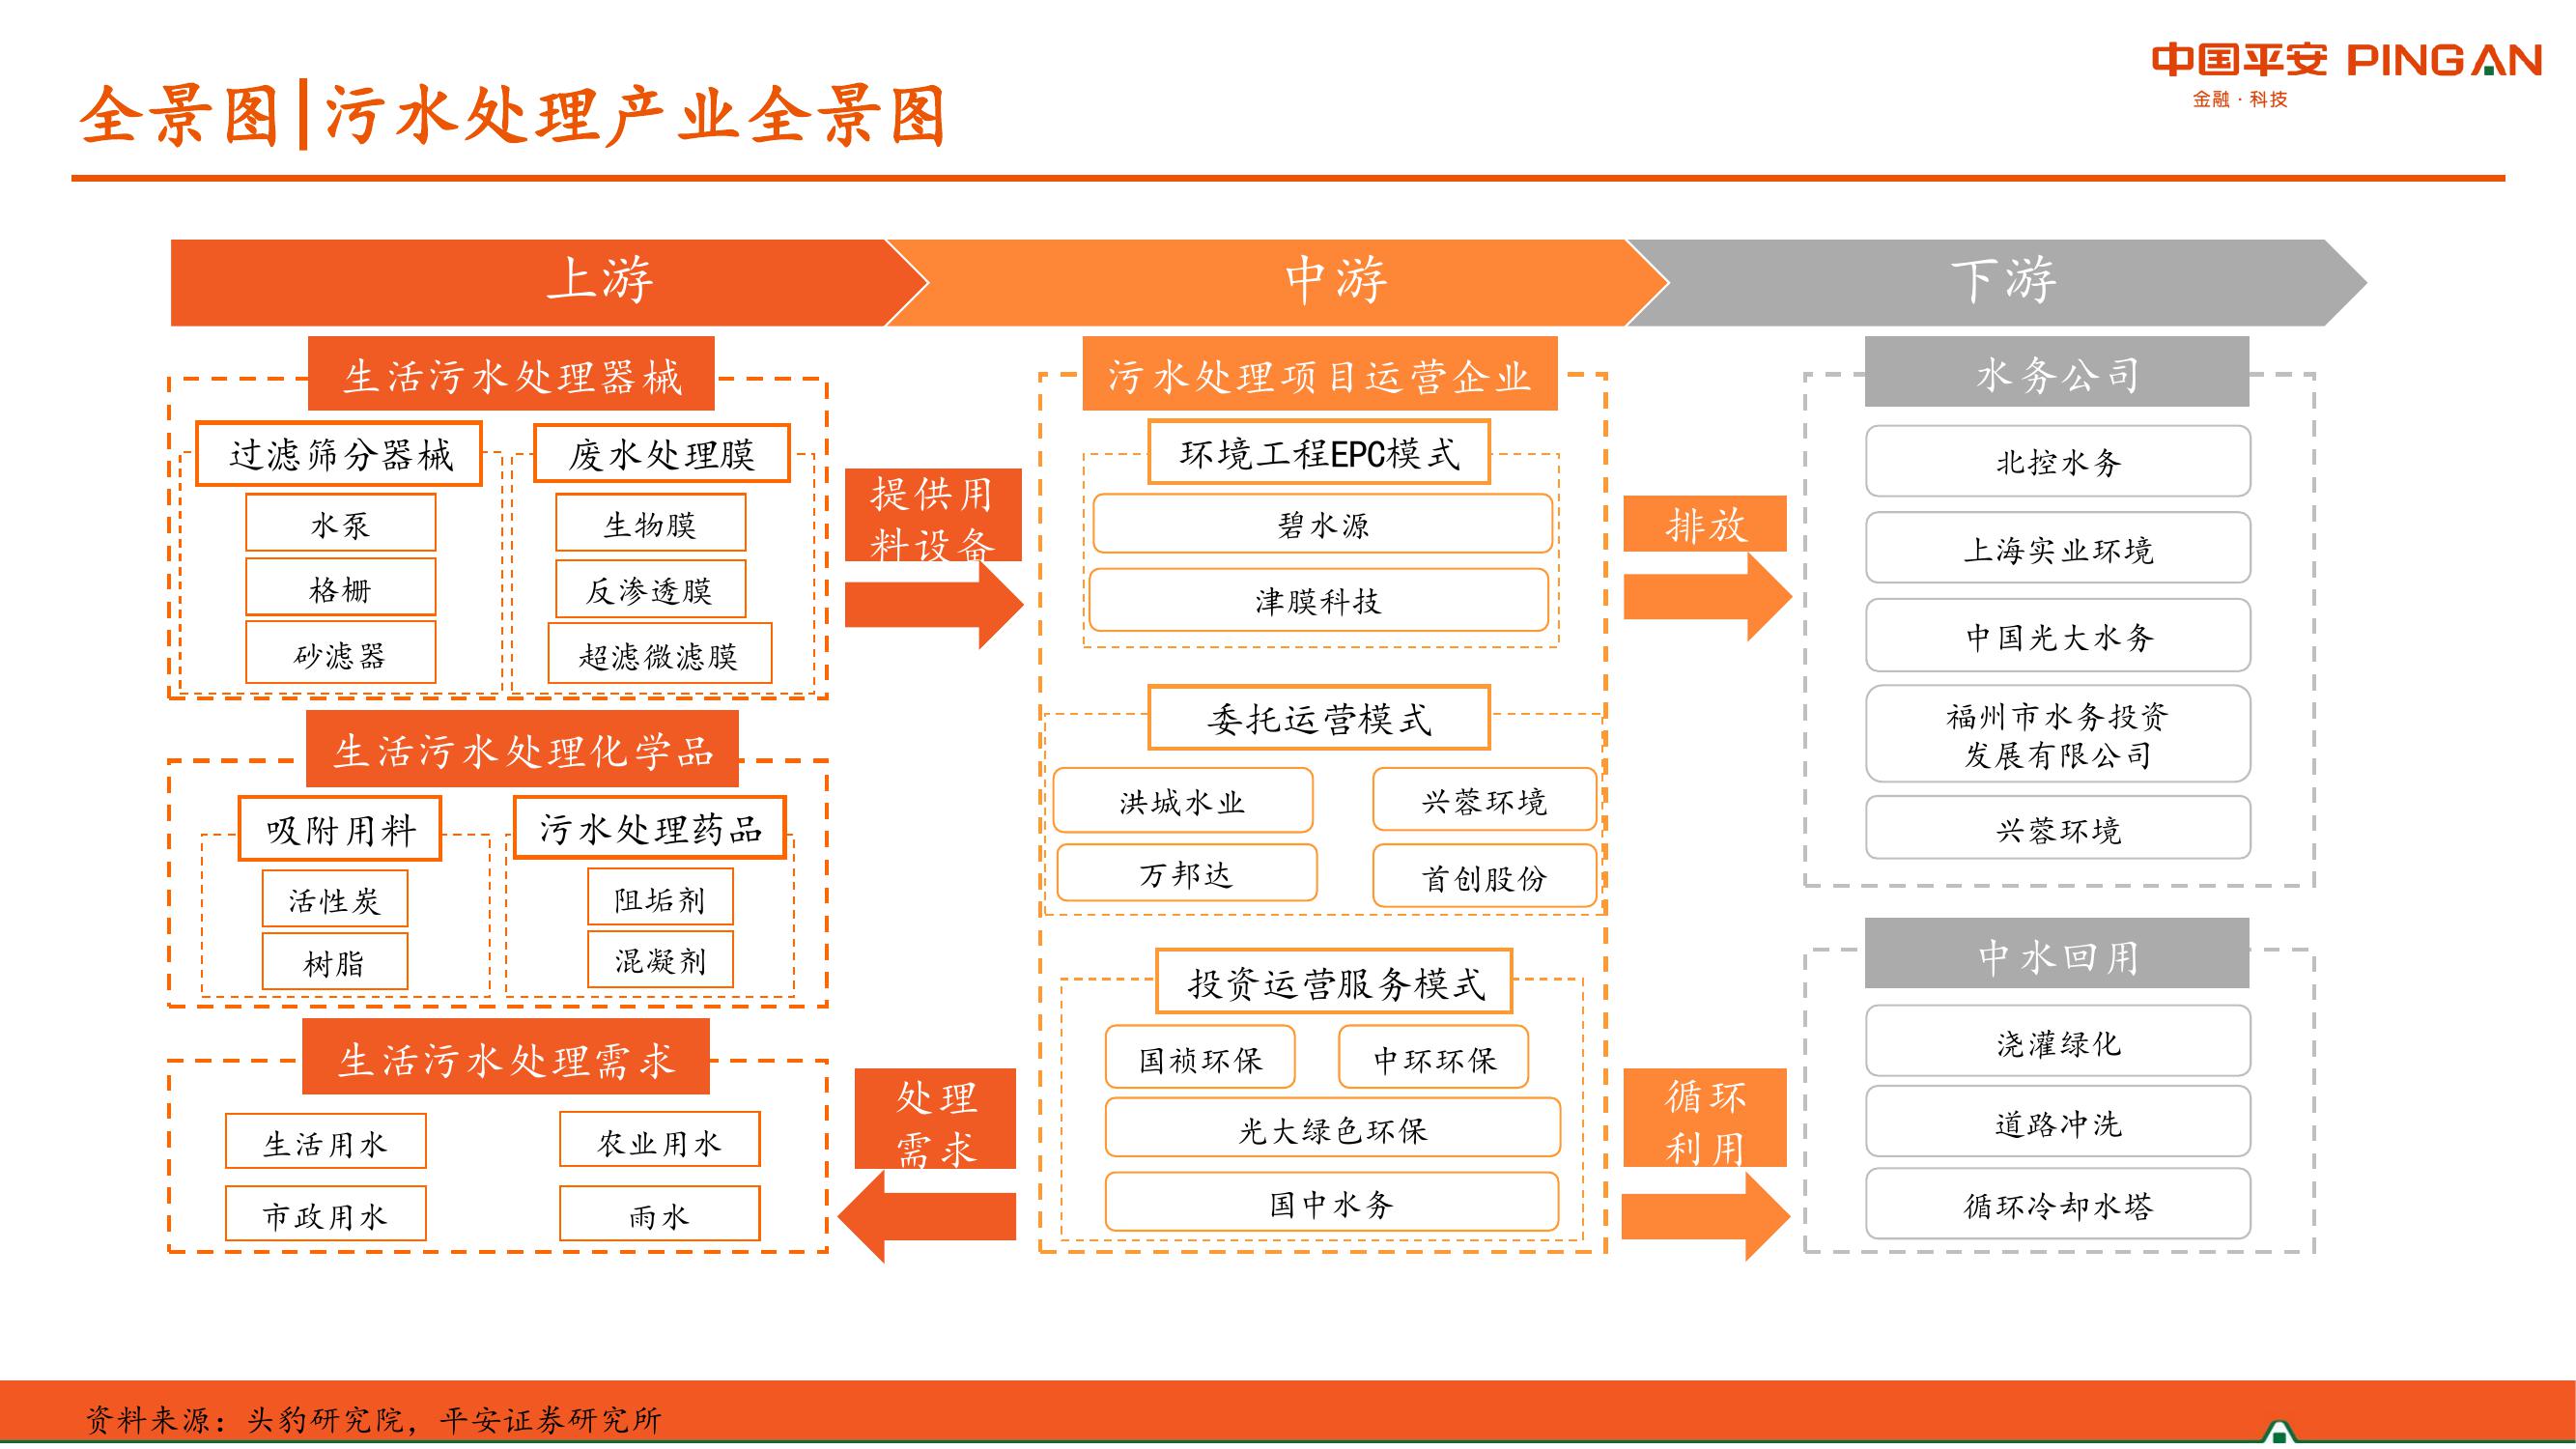 中国平安 PINGAN
金融·科技
全景图|污水处理产业全景图
上游
中游
下游
生活污水处理器械
过滤筛分器械
水泵
格栅
砂滤器
废水处理膜
生物膜
反渗透膜
超滤微滤膜
生活污水处理化学品
吸附用料
活性炭
树脂
污水处理药品
阻垢剂
混凝剂
生活污水处理需求
生活用水
农业用水
市政用水
雨水
提供用
料设备
处理
需求
污水处理项目运营企业
环境工程EPC模式
碧水源
津膜科技
委托运营模式
洪城水业
兴蓉环境
万邦达
首创股份
投资运营服务模式
国祯环保
中环环保
光大绿色环保
国中水务
排放
循环
利用
水务公司
北控水务
上海实业环境
中国光大水务
福州市水务投资
发展有限公司
兴蓉环境
中水回用
浇灌绿化
道路冲洗
循环冷却水塔
资料来源：头豹研究院，平安证券研究所